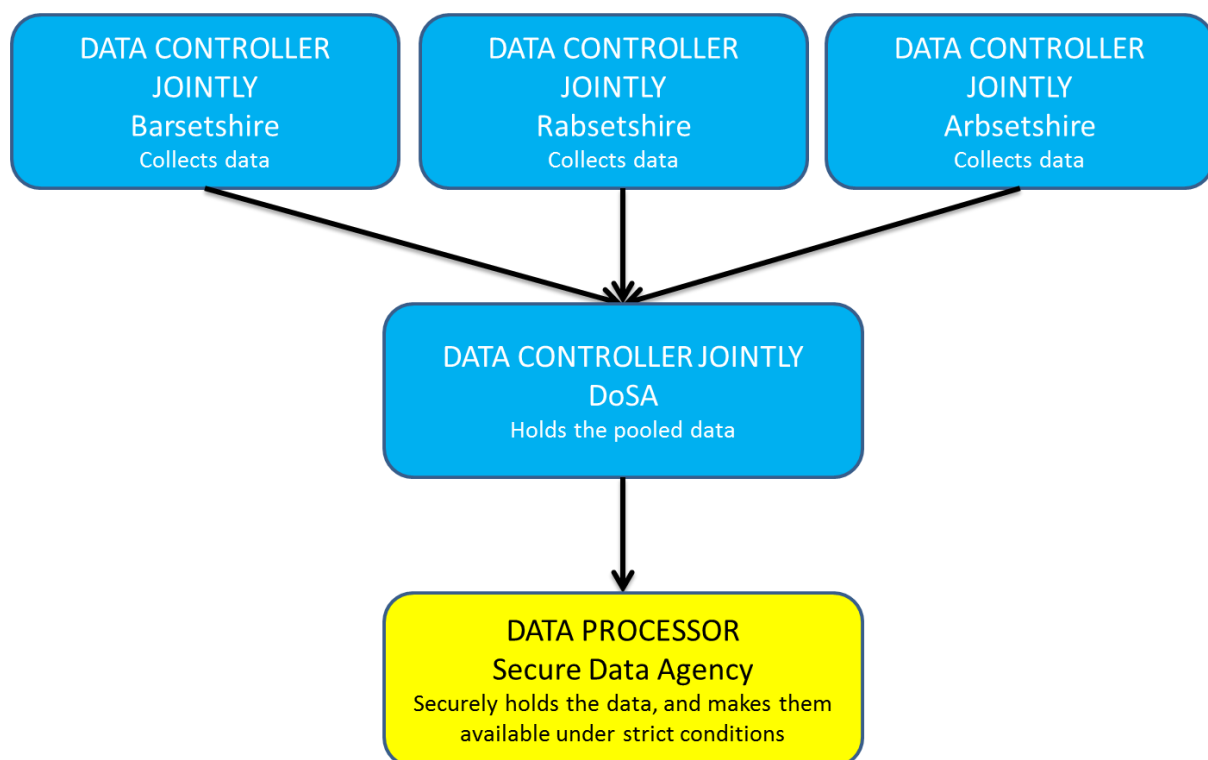 DATA CONTROLLER
JOINTLY
Barsetshire
Collects data
DATA CONTROLLER
JOINTLY
Rabsetshire
Collects data
DATA CONTROLLER
JOINTLY
Arbsetshire
Collects data
DATA CONTROLLER JOINTLY
DoSA
Holds the pooled data
DATA PROCESSOR
Secure Data Agency
Securely holds the data, and makes them
available under strict conditions